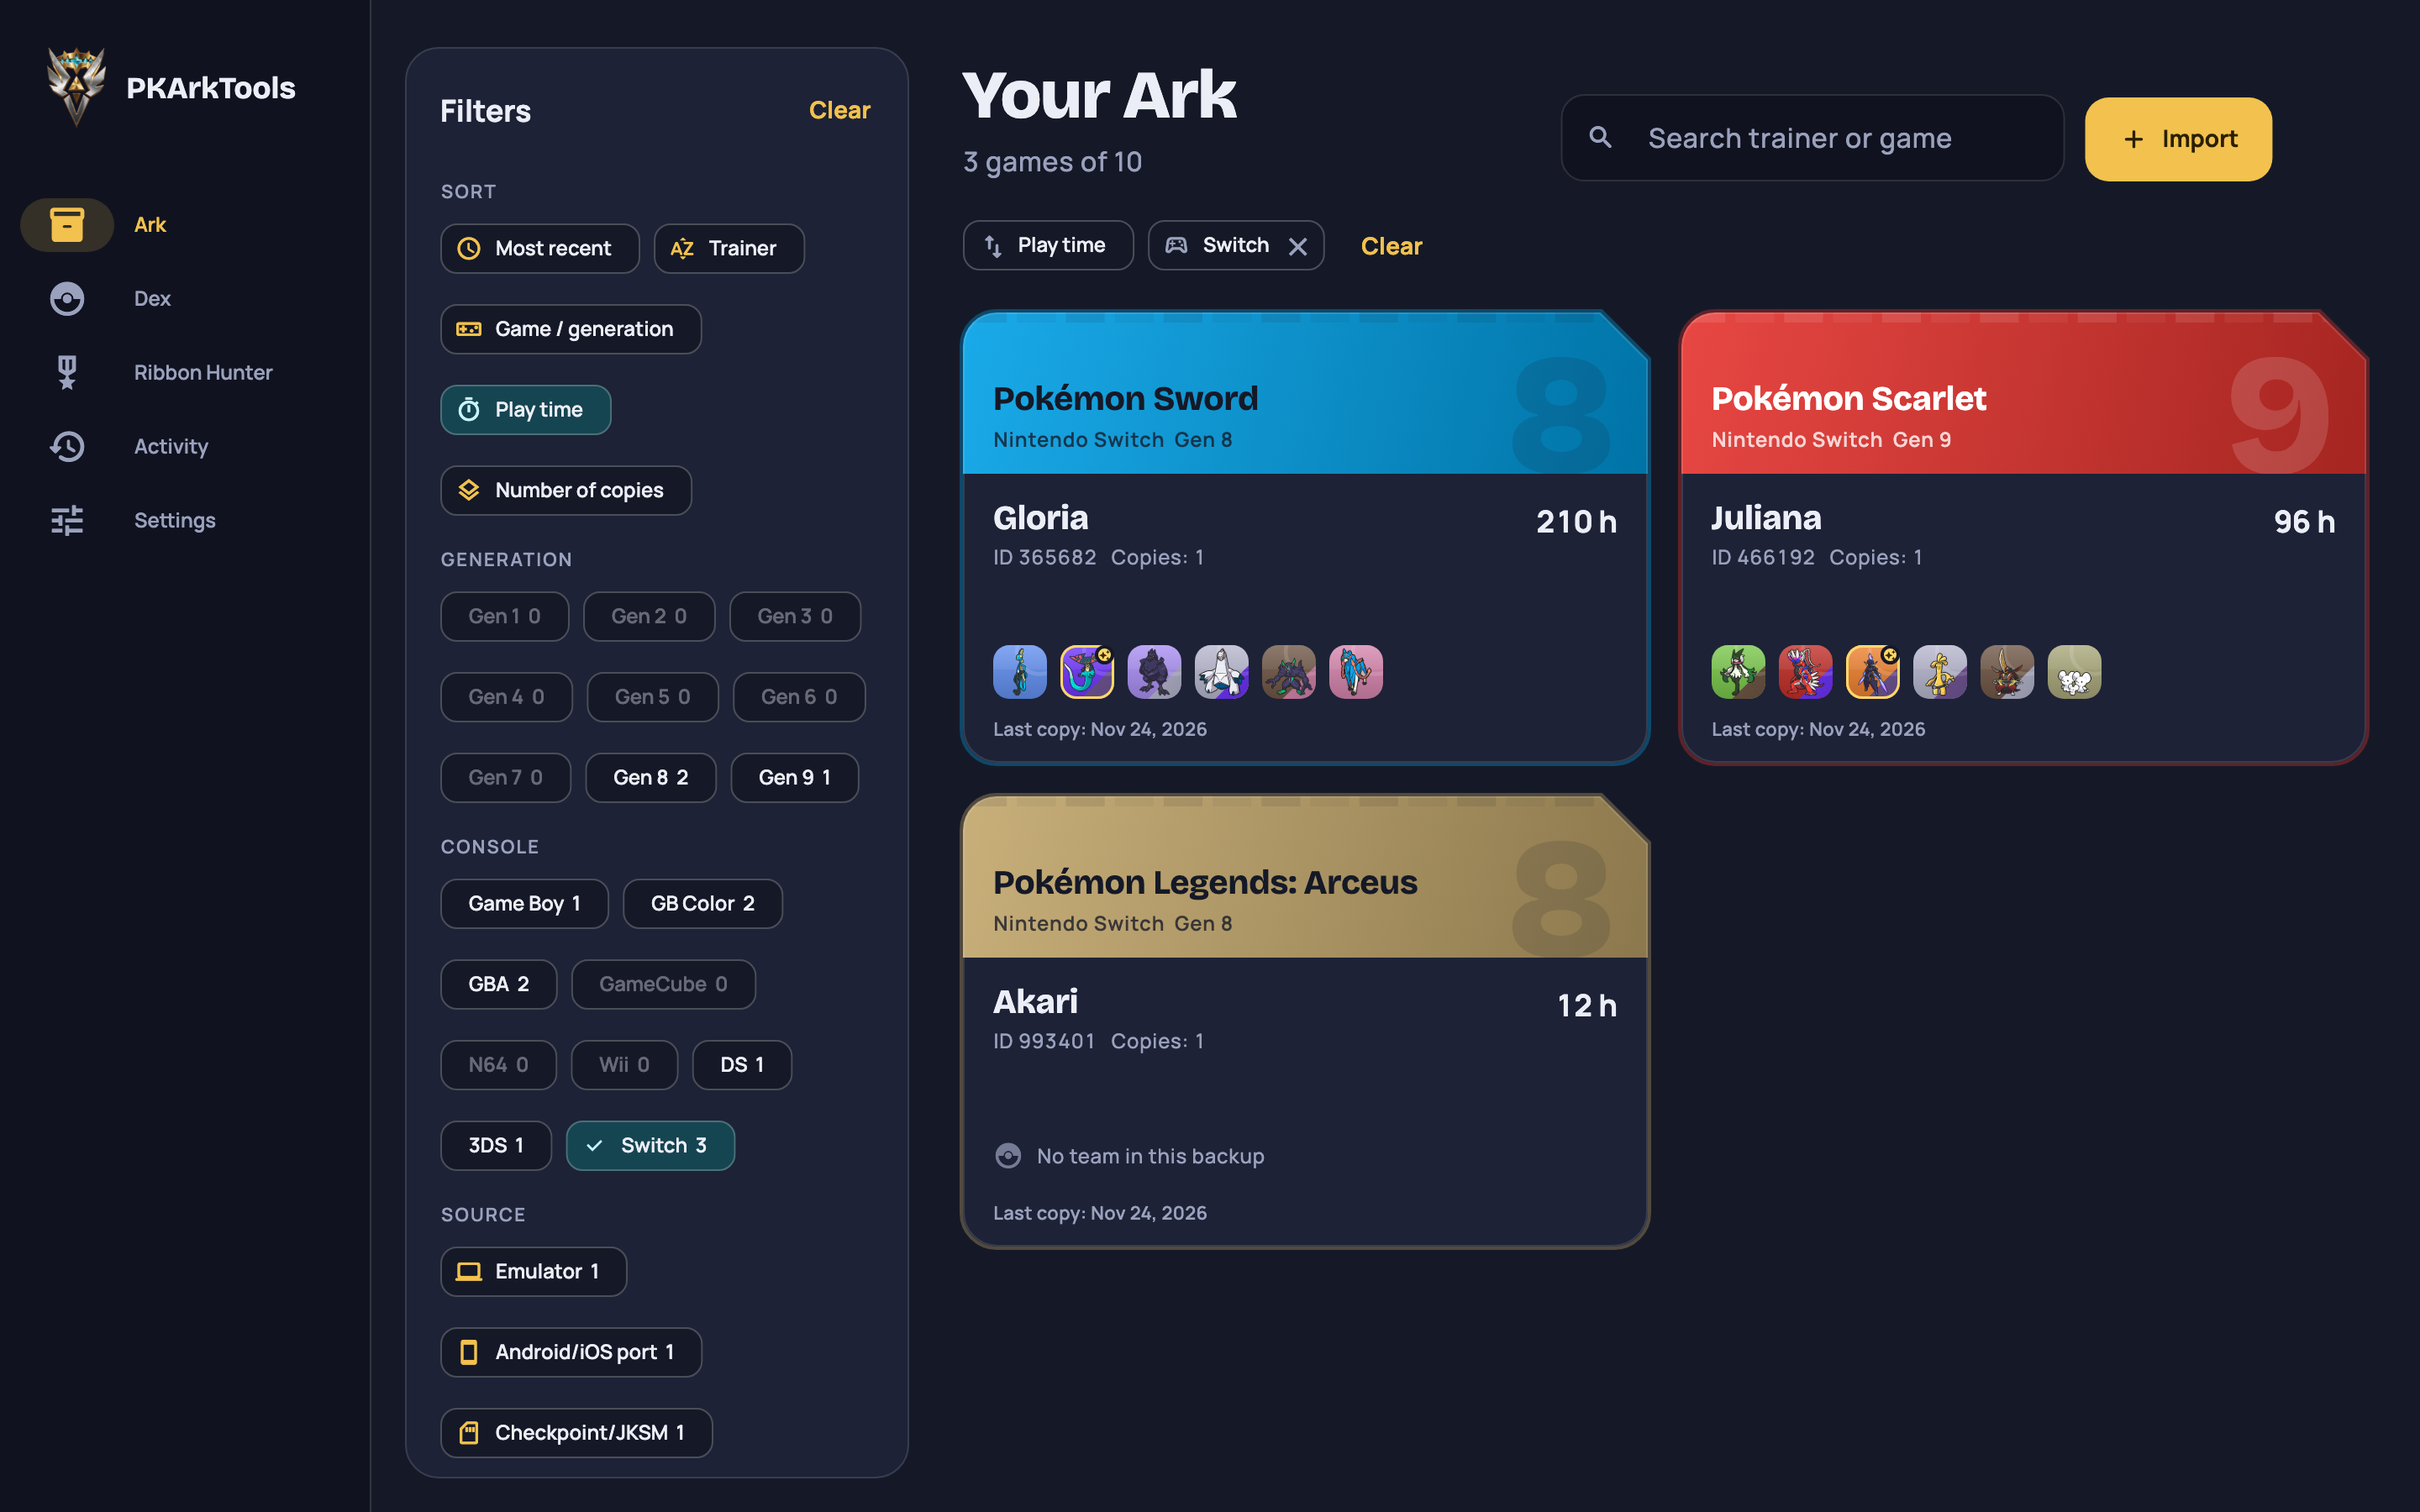 PKArkTools
Ark
Dex
Ribbon Hunter
Activity
Settings
Filters
Clear
SORT
Most recent
AZ Trainer
Game / generation
Play time
Number of copies
GENERATION
Gen 1 0
Gen 2 0
Gen 3 0
Gen 4 0
Gen 5 0
Gen 6 0
Gen 7 0
Gen 8 2
Gen 9 1
CONSOLE
Game Boy 1
GB Color 2
GBA 2
GameCube 0
N64 0
Wii 0
DS 1
3DS 1
Switch 3
SOURCE
Emulator 1
Android/iOS port 1
Checkpoint/JKSM 1
Your Ark
3 games of 10
Search trainer or game
+ Import
Play time
Switch
Clear
Pokémon Sword
Nintendo Switch Gen 8
8
Gloria
210 h
ID 365682 Copies: 1
Last copy: Nov 24, 2026
Pokémon Scarlet
Nintendo Switch Gen 9
9
Juliana
96 h
ID 466192 Copies: 1
Last copy: Nov 24, 2026
Pokémon Legends: Arceus
Nintendo Switch Gen 8
8
Akari
12 h
ID 993401 Copies: 1
No team in this backup
Last copy: Nov 24, 2026